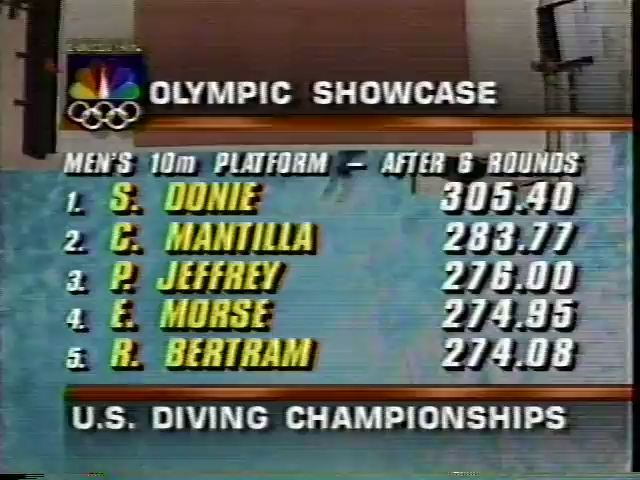 OLYMPIC SHOWCASE
MEN'S 10m PLATFORM - AFTER 6 ROUNDS
1. S. DONIE 305.40
2. C. MANTILLA 283.77
3. P. JEFFREY 276.00
4. E. MORSE 274.95
5. R. BERTRAM 274.08
U.S. DIVING CHAMPIONSHIPS